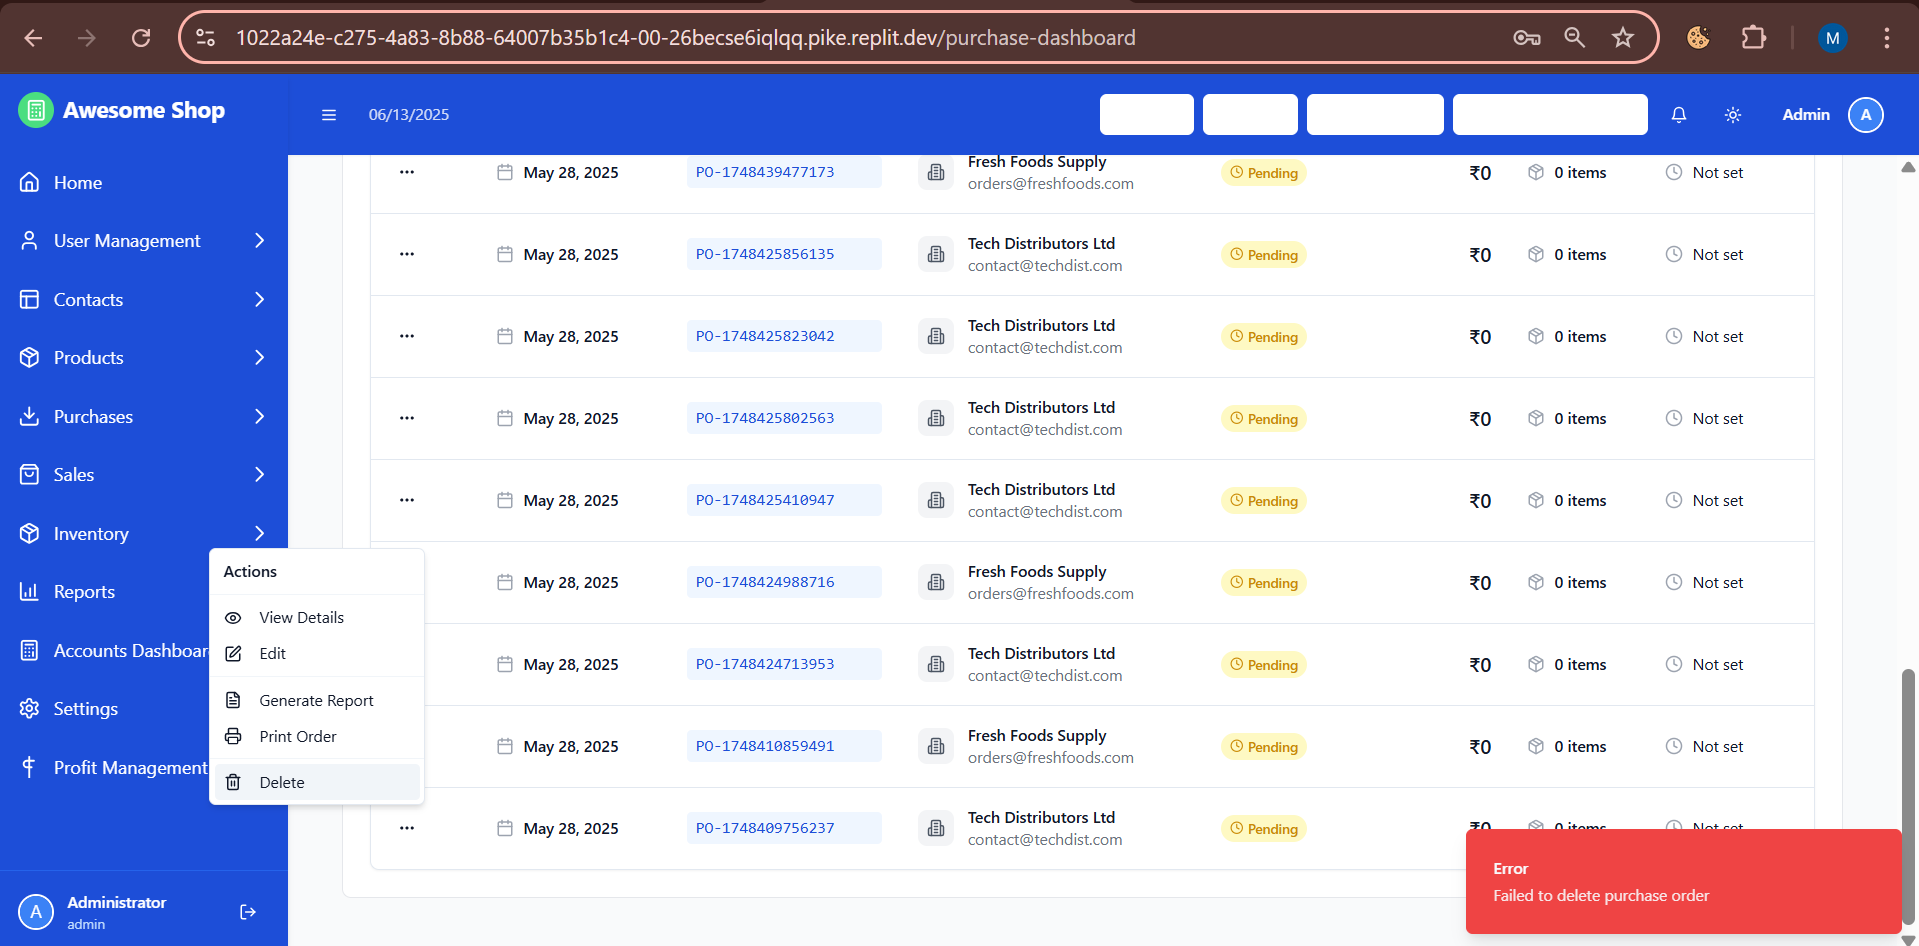 1022a24e-c275-4a83-8b88-64007b35b1c4-00-26becse6iqlqq.pike.replit.dev/purchase-dashboard
M
Awesome Shop
06/13/2025
Admin
A
Home
User Management
Contacts
Products
Purchases
Sales
Inventory
Reports
Accounts Dashboar
Settings
Profit Management
Administrator
admin
A
May 28, 2025 PO-1748439477173 Fresh Foods Supply Pending ₹0 0 items Not set
orders@freshfoods.com
May 28, 2025 PO-1748425856135 Tech Distributors Ltd Pending ₹0 0 items Not set
contact@techdist.com
May 28, 2025 PO-1748425823042 Tech Distributors Ltd Pending ₹0 0 items Not set
contact@techdist.com
May 28, 2025 PO-1748425802563 Tech Distributors Ltd Pending ₹0 0 items Not set
contact@techdist.com
May 28, 2025 PO-1748425410947 Tech Distributors Ltd Pending ₹0 0 items Not set
contact@techdist.com
May 28, 2025 PO-1748424988716 Fresh Foods Supply Pending ₹0 0 items Not set
orders@freshfoods.com
May 28, 2025 PO-1748424713953 Tech Distributors Ltd Pending ₹0 0 items Not set
contact@techdist.com
May 28, 2025 PO-1748410859491 Fresh Foods Supply Pending ₹0 0 items Not set
orders@freshfoods.com
May 28, 2025 PO-1748409756237 Tech Distributors Ltd Pending ₹0 0 items Not set
contact@techdist.com
Actions
View Details
Edit
Generate Report
Print Order
Delete
Error
Failed to delete purchase order